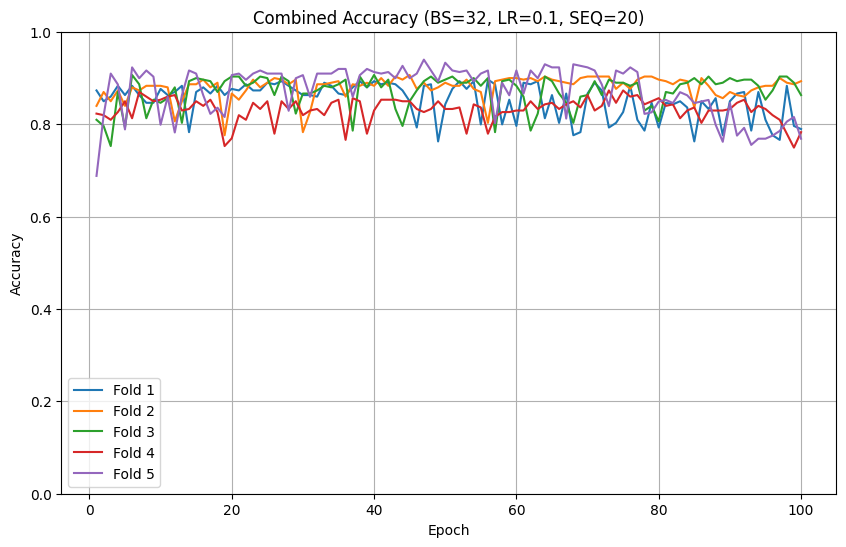 Combined Accuracy (BS=32, LR=0.1, SEQ=20)
1.0
0.8
0.6
0.4
0.2
0.0
Accuracy
Fold 1
Fold 2
Fold 3
Fold 4
Fold 5
0 20 40 60 80 100
Epoch